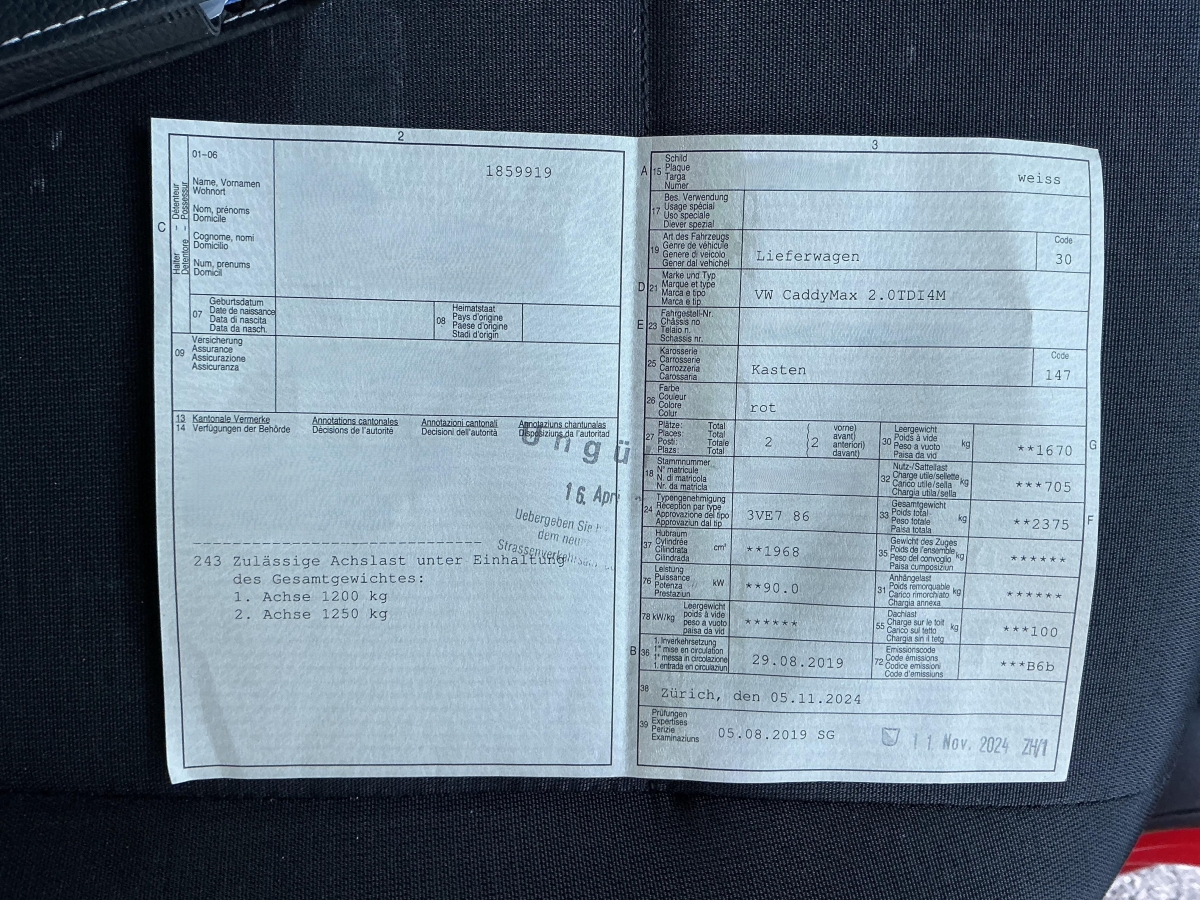 2
01-06
1859919
C
Halter – Détenteur
Detentore – Possessur
Name, Vornamen
Wohnort
Nom, prénoms
Domicile
Cognome, nomi
Domicilio
Num, prenums
Domicil
07
Geburtsdatum
Date de naissance
Data di nascita
Data da nasch.
08
Heimatstaat
Pays d'origine
Paese d'origine
Stadi d'origin
09
Versicherung
Assurance
Assicurazione
Assicuranza
13 Kantonale Vermerke Annotations cantonales Annotazioni cantonali Annotaziuns chantunalas
14 Verfügungen der Behörde Décisions de l'autorité Decisioni dell'autorità Disposiziuns da l'autoritad
Ungü
16. Apr
Uebergeben Sie
dem neu
Strassenverkehrs
243 Zulässige Achslast unter Einhaltung
des Gesamtgewichtes:
1. Achse 1200 kg
2. Achse 1250 kg
3
A 15
Schild
Plaque
Targa
Numer
weiss
17
Bes. Verwendung
Usage spécial
Uso speciale
Diever spezial
19
Art des Fahrzeugs
Genre de véhicule
Genere di veicolo
Gener dal vehichel
Lieferwagen
Code
30
D 21
Marke und Typ
Marque et type
Marca e tipo
Marca e tip
VW CaddyMax 2.0TDI4M
E 23
Fahrgestell-Nr.
Châssis no
Telaio n.
Schassis nr.
25
Karosserie
Carrosserie
Carrozzeria
Carossaria
Kasten
Code
147
26
Farbe
Couleur
Colore
Colur
rot
27
Plätze: Total
Places: Total
Posti: Totale
Plazs: Total
2
2
vorne)
avant)
anteriori)
davant)
30
Leergewicht
Poids à vide
Peso a vuoto
Paisa da vid
kg
**1670
G
18
Stammnummer
N° matricule
N. di matricola
Nr. da matricla
32
Nutz-/Sattellast
Charge utile/sellette
Carico utile/sella
Chargia utila/sella
kg
***705
24
Typengenehmigung
Réception par type
Approvazione del tipo
Approvaziun dal tip
3VE7 86
33
Gesamtgewicht
Poids total
Peso totale
Paisa totala
kg
**2375
F
37
Hubraum
Cylindrée
Cilindrata
Cilindrada
cm³
**1968
35
Gewicht des Zuges
Poids de l'ensemble
Peso del convoglio
Paisa cumposiziun
kg
******
76
Leistung
Puissance
Potenza
Prestaziun
kW
**90.0
31
Anhängelast
Poids remorquable
Carico rimorchiato
Chargia annexa
kg
******
78 kW/kg
Leergewicht
poids à vide
peso a vuoto
paisa da vid
******
55
Dachlast
Charge sur le toit
Carico sul tetto
Chargia sin il tetg
kg
***100
B 36
1. Inverkehrsetzung
1re mise en circulation
1a messa in circolazione
1. entrada en circulaziun
29.08.2019
72
Emissionscode
Code émissions
Codice emissioni
Code d'emissiuns
***B6b
38
Zürich, den 05.11.2024
39
Prüfungen
Expertises
Perizie
Examinaziuns
05.08.2019 SG
11. Nov. 2024 ZH/1